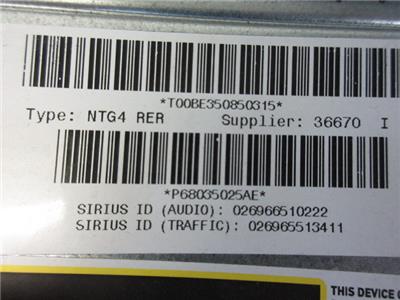 *T00BE350850315*
Type: NTG4 RER Supplier: 36670 I
*P68035025AE*
SIRIUS ID (AUDIO): 026966510222
SIRIUS ID (TRAFFIC): 026965513411
THIS DEVICE